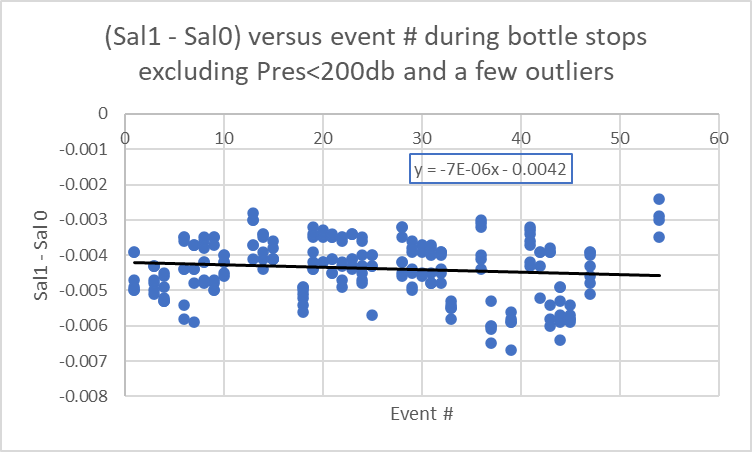 (Sal1 - Sal0) versus event # during bottle stops
excluding Pres<200db and a few outliers
0
0 10 20 30 40 50 60
-0.001
y = -7E-06x - 0.0042
-0.002
-0.003
-0.004
-0.005
-0.006
-0.007
-0.008
Sal1 - Sal 0
Event #